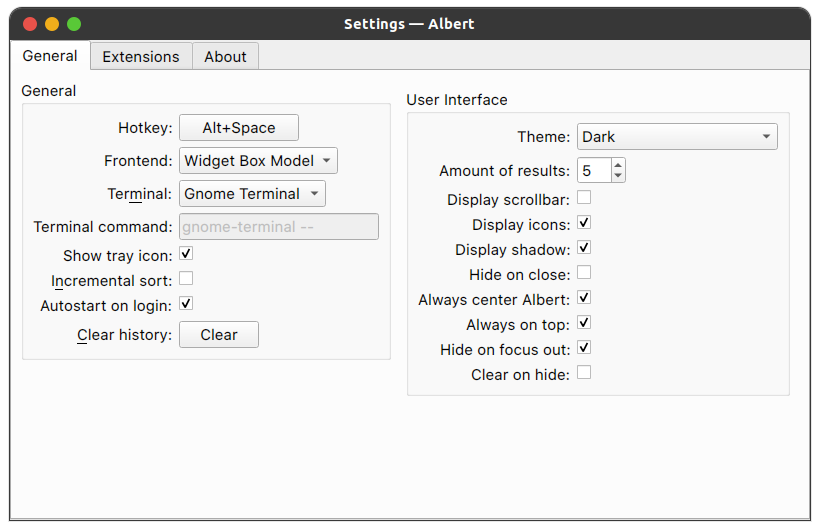 Settings — Albert
General Extensions About
General
Hotkey: Alt+Space
Frontend: Widget Box Model
Terminal: Gnome Terminal
Terminal command: gnome-terminal --
Show tray icon:
Incremental sort:
Autostart on login:
Clear history: Clear
User Interface
Theme: Dark
Amount of results: 5
Display scrollbar:
Display icons:
Display shadow:
Hide on close:
Always center Albert:
Always on top:
Hide on focus out:
Clear on hide: